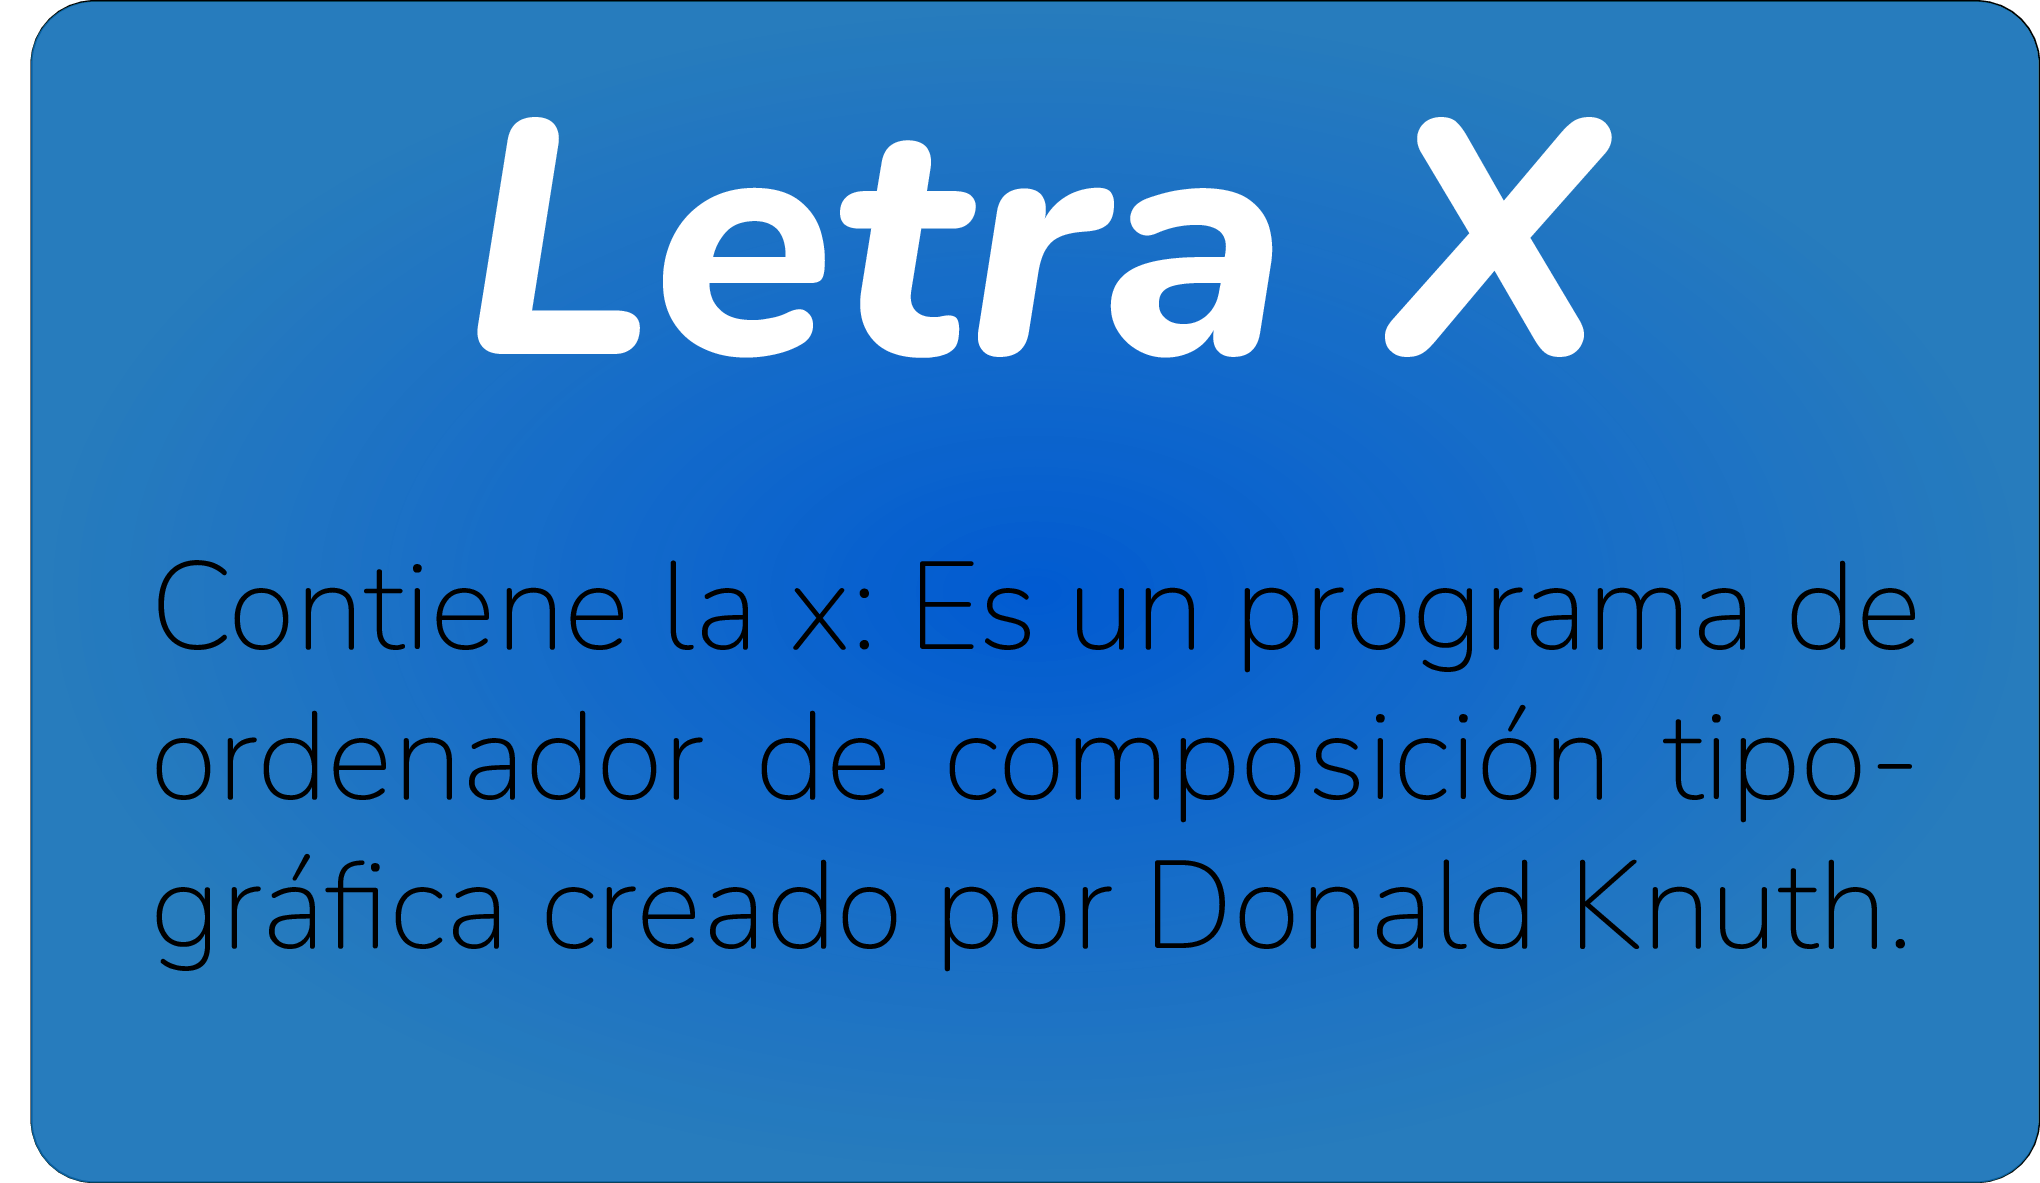 Letra X
Contiene la x: Es un programa de
ordenador de composición tipo-
gráfica creado por Donald Knuth.